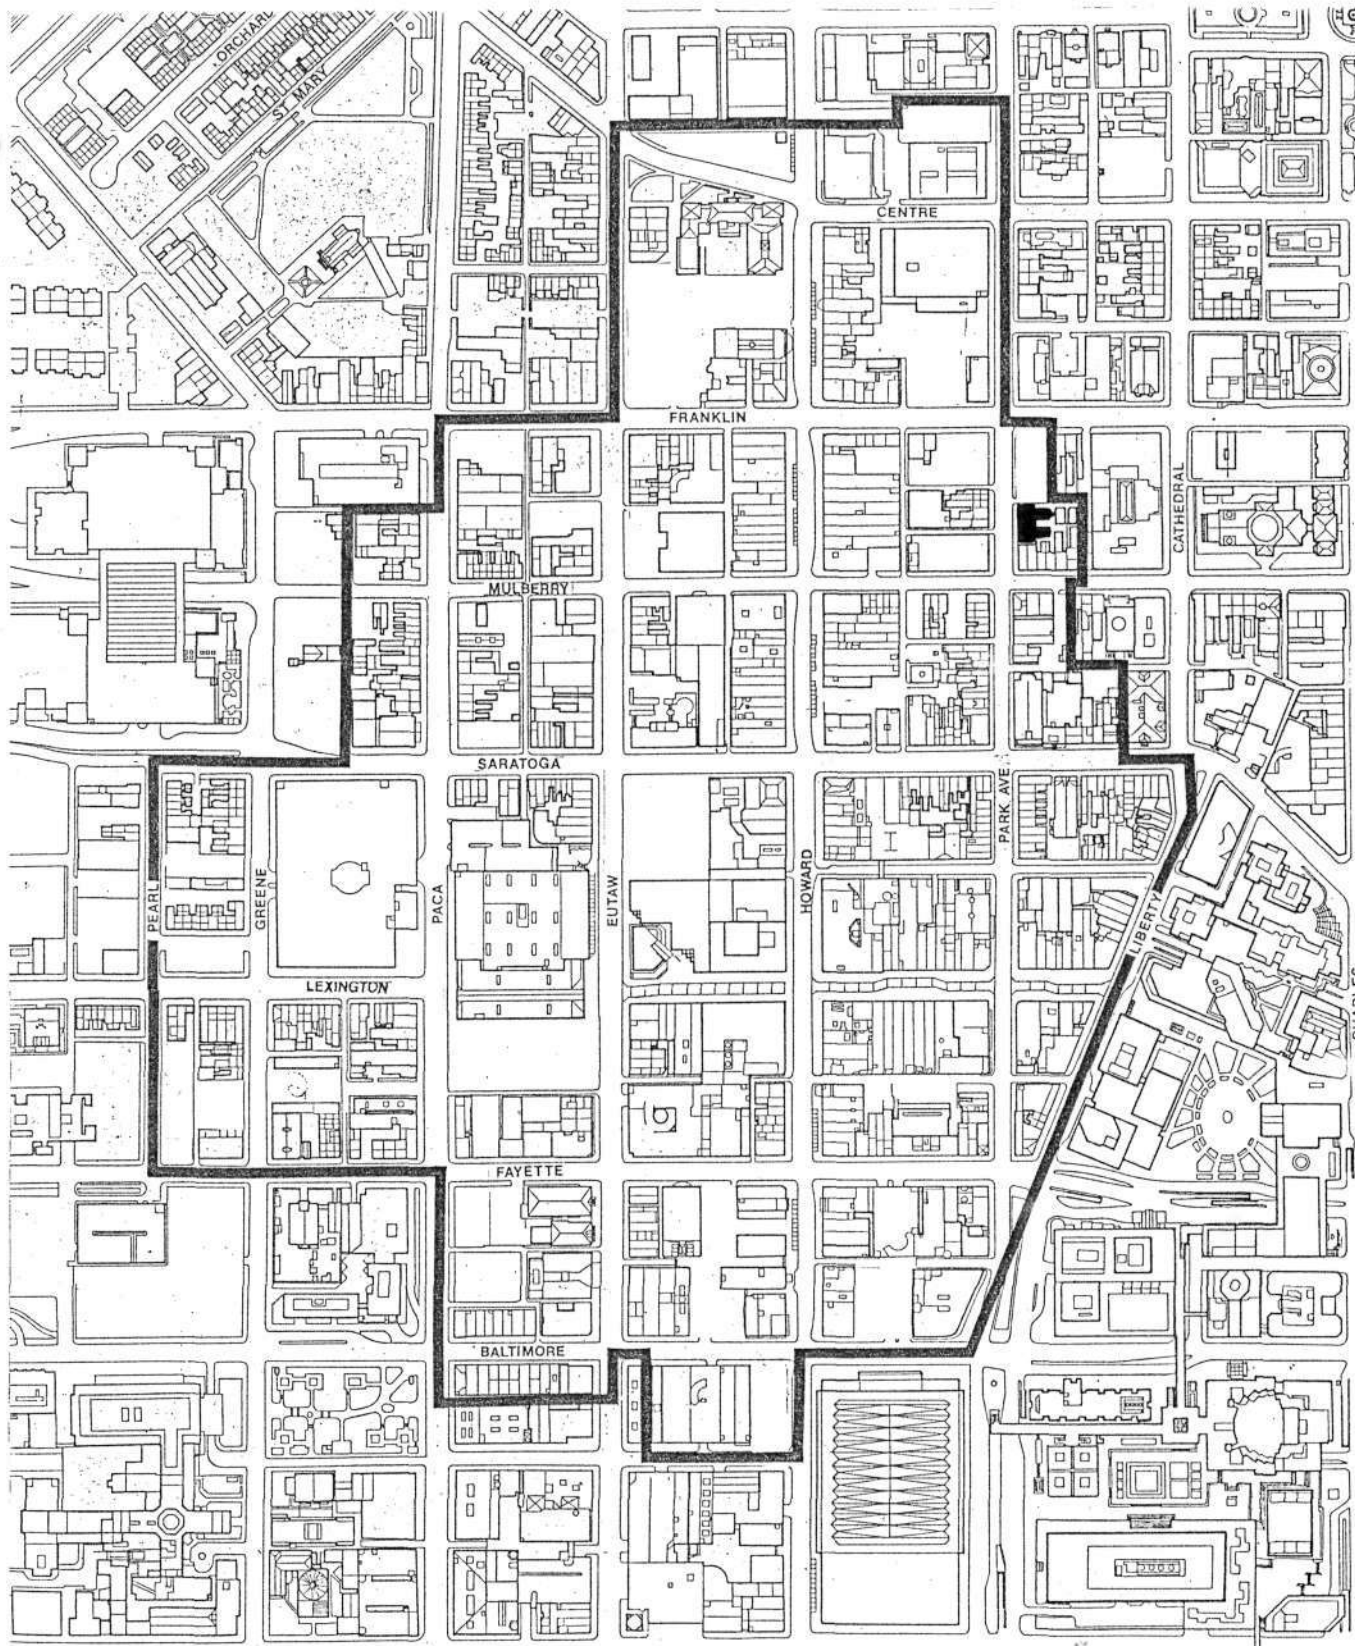 ORCHARD
ST MARY
CENTRE
FRANKLIN
CATHEDRAL
MULBERRY
SARATOGA
PARK AVE
HOWARD
PEARL
GREENE
PACA
EUTAW
LIBERTY
LEXINGTON
CHARLES
FAYETTE
BALTIMORE